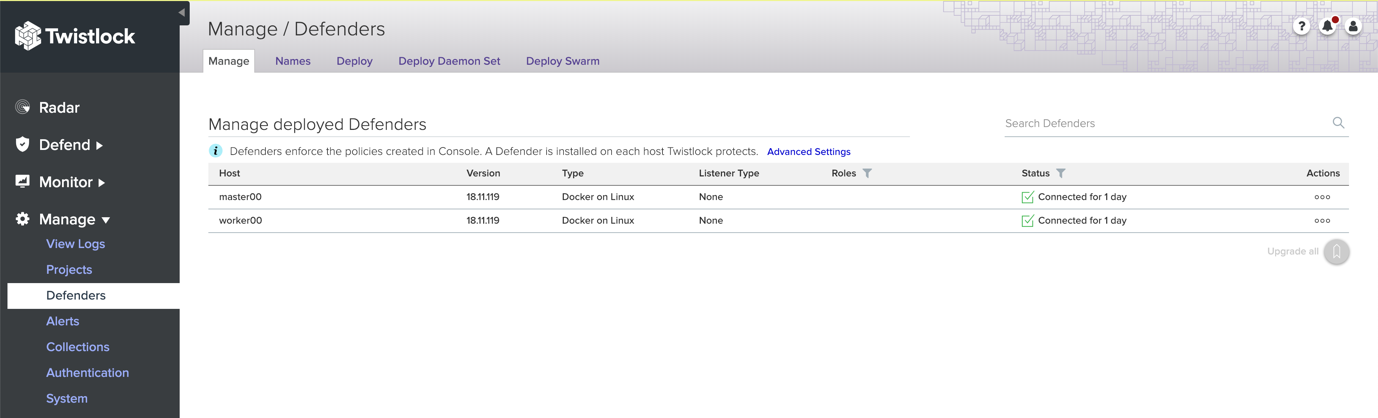 Twistlock
Manage / Defenders
?
Manage Names Deploy Deploy Daemon Set Deploy Swarm
Radar
Defend
Monitor
Manage
View Logs
Projects
Defenders
Alerts
Collections
Authentication
System
Manage deployed Defenders
Search Defenders
i Defenders enforce the policies created in Console. A Defender is installed on each host Twistlock protects. Advanced Settings
Host Version Type Listener Type Roles Status Actions
master00 18.11.119 Docker on Linux None Connected for 1 day
worker00 18.11.119 Docker on Linux None Connected for 1 day
Upgrade all